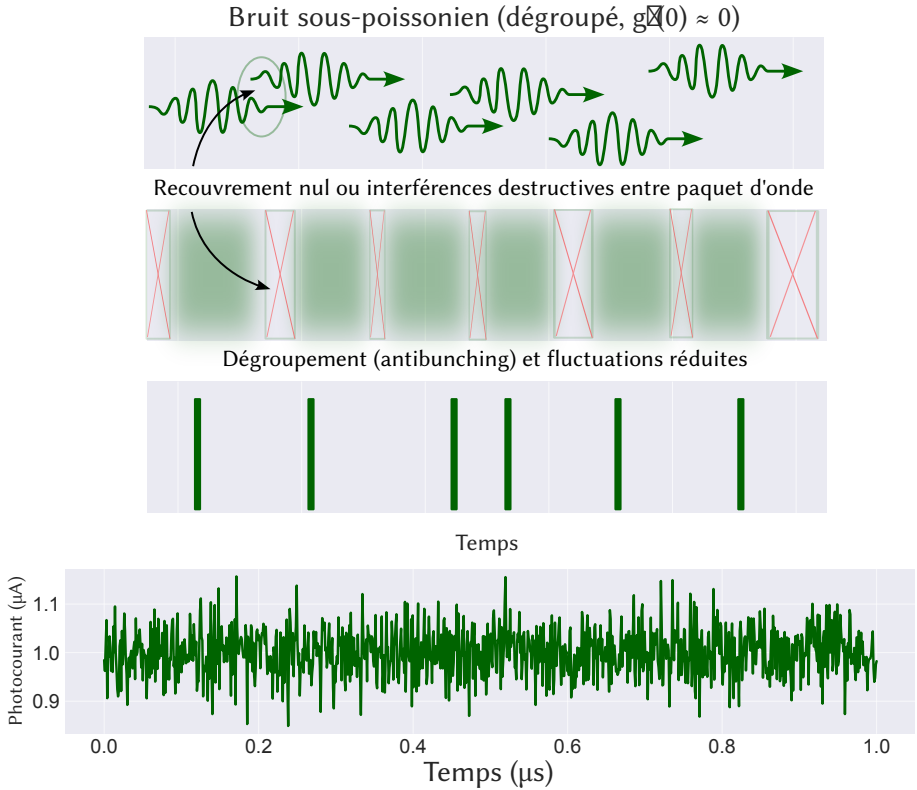 Bruit sous-poissonien (dégroupé, g(0) ≈ 0)
Recouvrement nul ou interférences destructives entre paquet d'onde
Dégroupement (antibunching) et fluctuations réduites
Temps
Photocourant (µA)
1.1
1.0
0.9
0.0 0.2 0.4 0.6 0.8 1.0
Temps (µs)